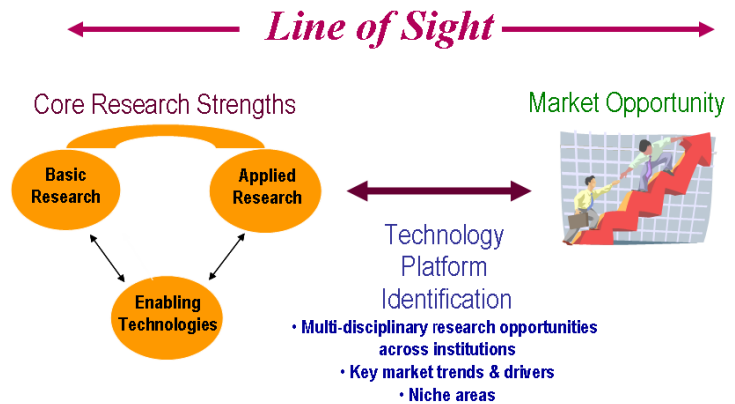 Line of Sight
Core Research Strengths
Market Opportunity
Basic
Research
Applied
Research
Enabling
Technologies
Technology
Platform
Identification
• Multi-disciplinary research opportunities
across institutions
• Key market trends & drivers
• Niche areas